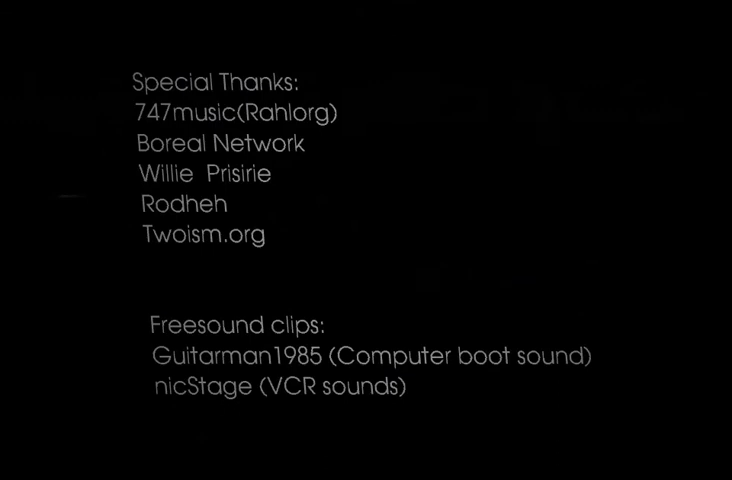 Special Thanks:
747music(Rahlorg)
Boreal Network
Willie Prisirie
Rodheh
Twoism.org
Freesound clips:
Guitarman1985 (Computer boot sound)
nicStage (VCR sounds)